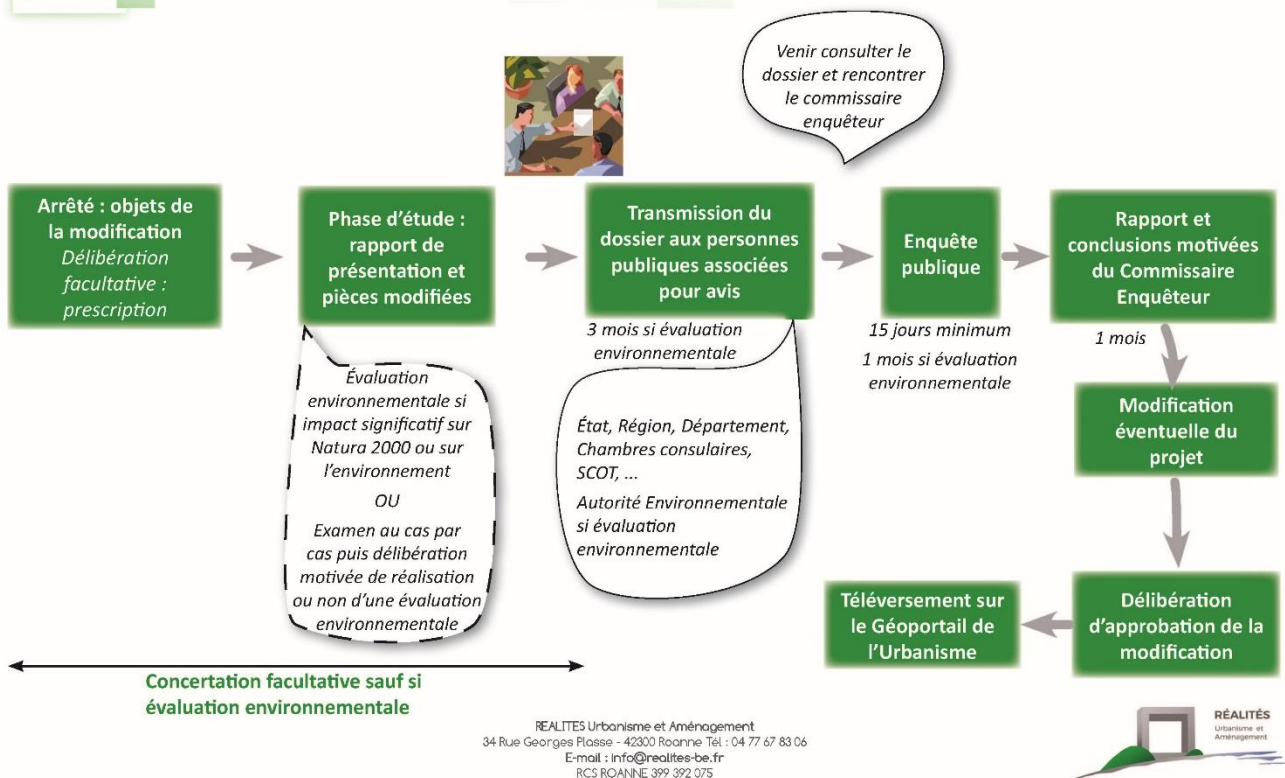 Venir consulter le
dossier et rencontrer
le commissaire
enquêteur
Arrêté : objets de
la modification
Délibération
facultative :
prescription
Phase d’étude :
rapport de
présentation et
pièces modifiées
Transmission du
dossier aux personnes
publiques associées
pour avis
Enquête
publique
Rapport et
conclusions motivées
du Commissaire
Enquêteur
3 mois si évaluation
environnementale
15 jours minimum
1 mois si évaluation
environnementale
1 mois
Évaluation
environnementale si
impact significatif sur
Natura 2000 ou sur
l’environnement
OU
Examen au cas par
cas puis délibération
motivée de réalisation
ou non d’une évaluation
environnementale
État, Région, Département,
Chambres consulaires,
SCOT, ...
Autorité Environnementale
si évaluation
environnementale
Modification
éventuelle du
projet
Délibération
d’approbation de la
modification
Téléversement sur
le Géoportail de
l’Urbanisme
Concertation facultative sauf si
évaluation environnementale
REALITES Urbanisme et Aménagement
34 Rue Georges Plasse - 42300 Roanne Tél : 04 77 67 83 06
E-mail : info@realites-be.fr
RCS ROANNE 399 392 075
RÉALITÉS
Urbanisme et
Aménagement